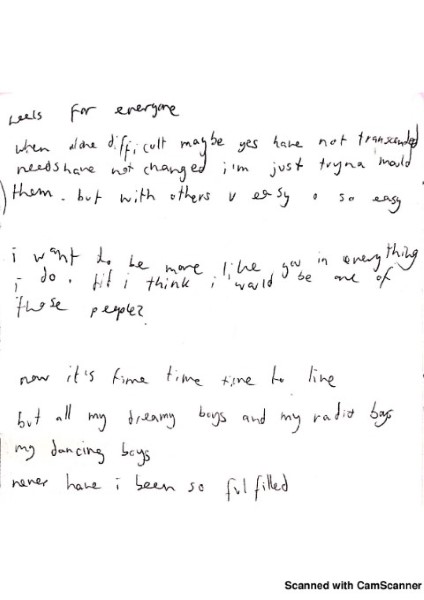 for everyone
when alone difficult maybe yes have not transcended
needs have not changed i'm just tryna mould
them. but with others v easy so easy
i want to be more like you in everything
i do. did i think i would be one of
those people?
now it's time time time to live
but all my dreamy boys and my radio boys
my dancing boys
never have i been so fulfilled
Scanned with CamScanner